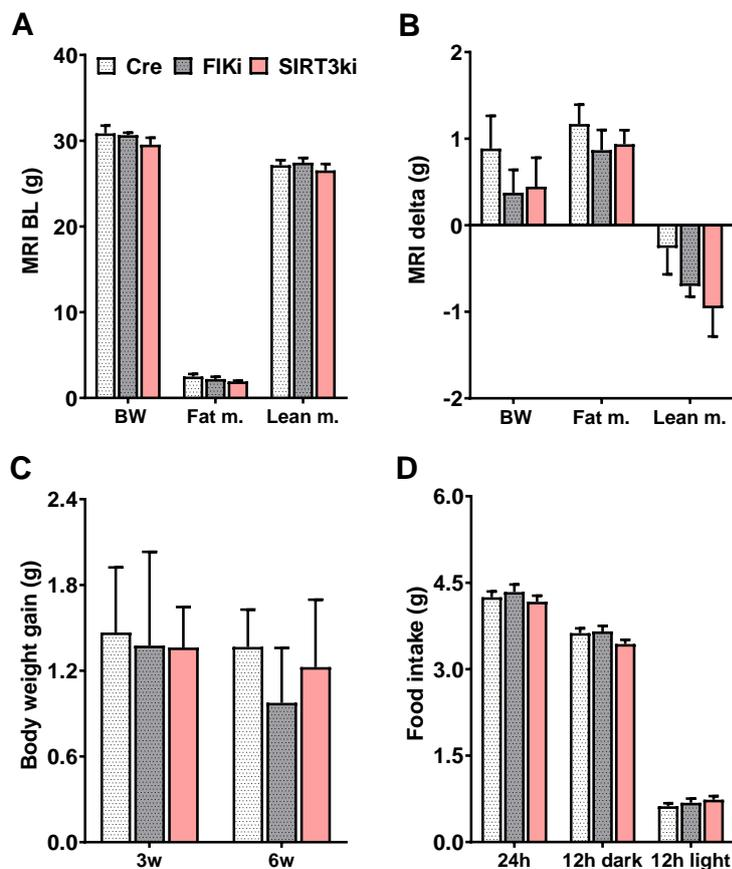 A
MRI BL (g)
40
30
20
10
0
Cre FlKi SIRT3ki
BW Fat m. Lean m.
B
MRI delta (g)
2
1
0
-1
-2
BW Fat m. Lean m.
C
Body weight gain (g)
2.4
1.8
1.2
0.6
0.0
3w 6w
D
Food intake (g)
6.0
4.5
3.0
1.5
0.0
24h 12h dark 12h light